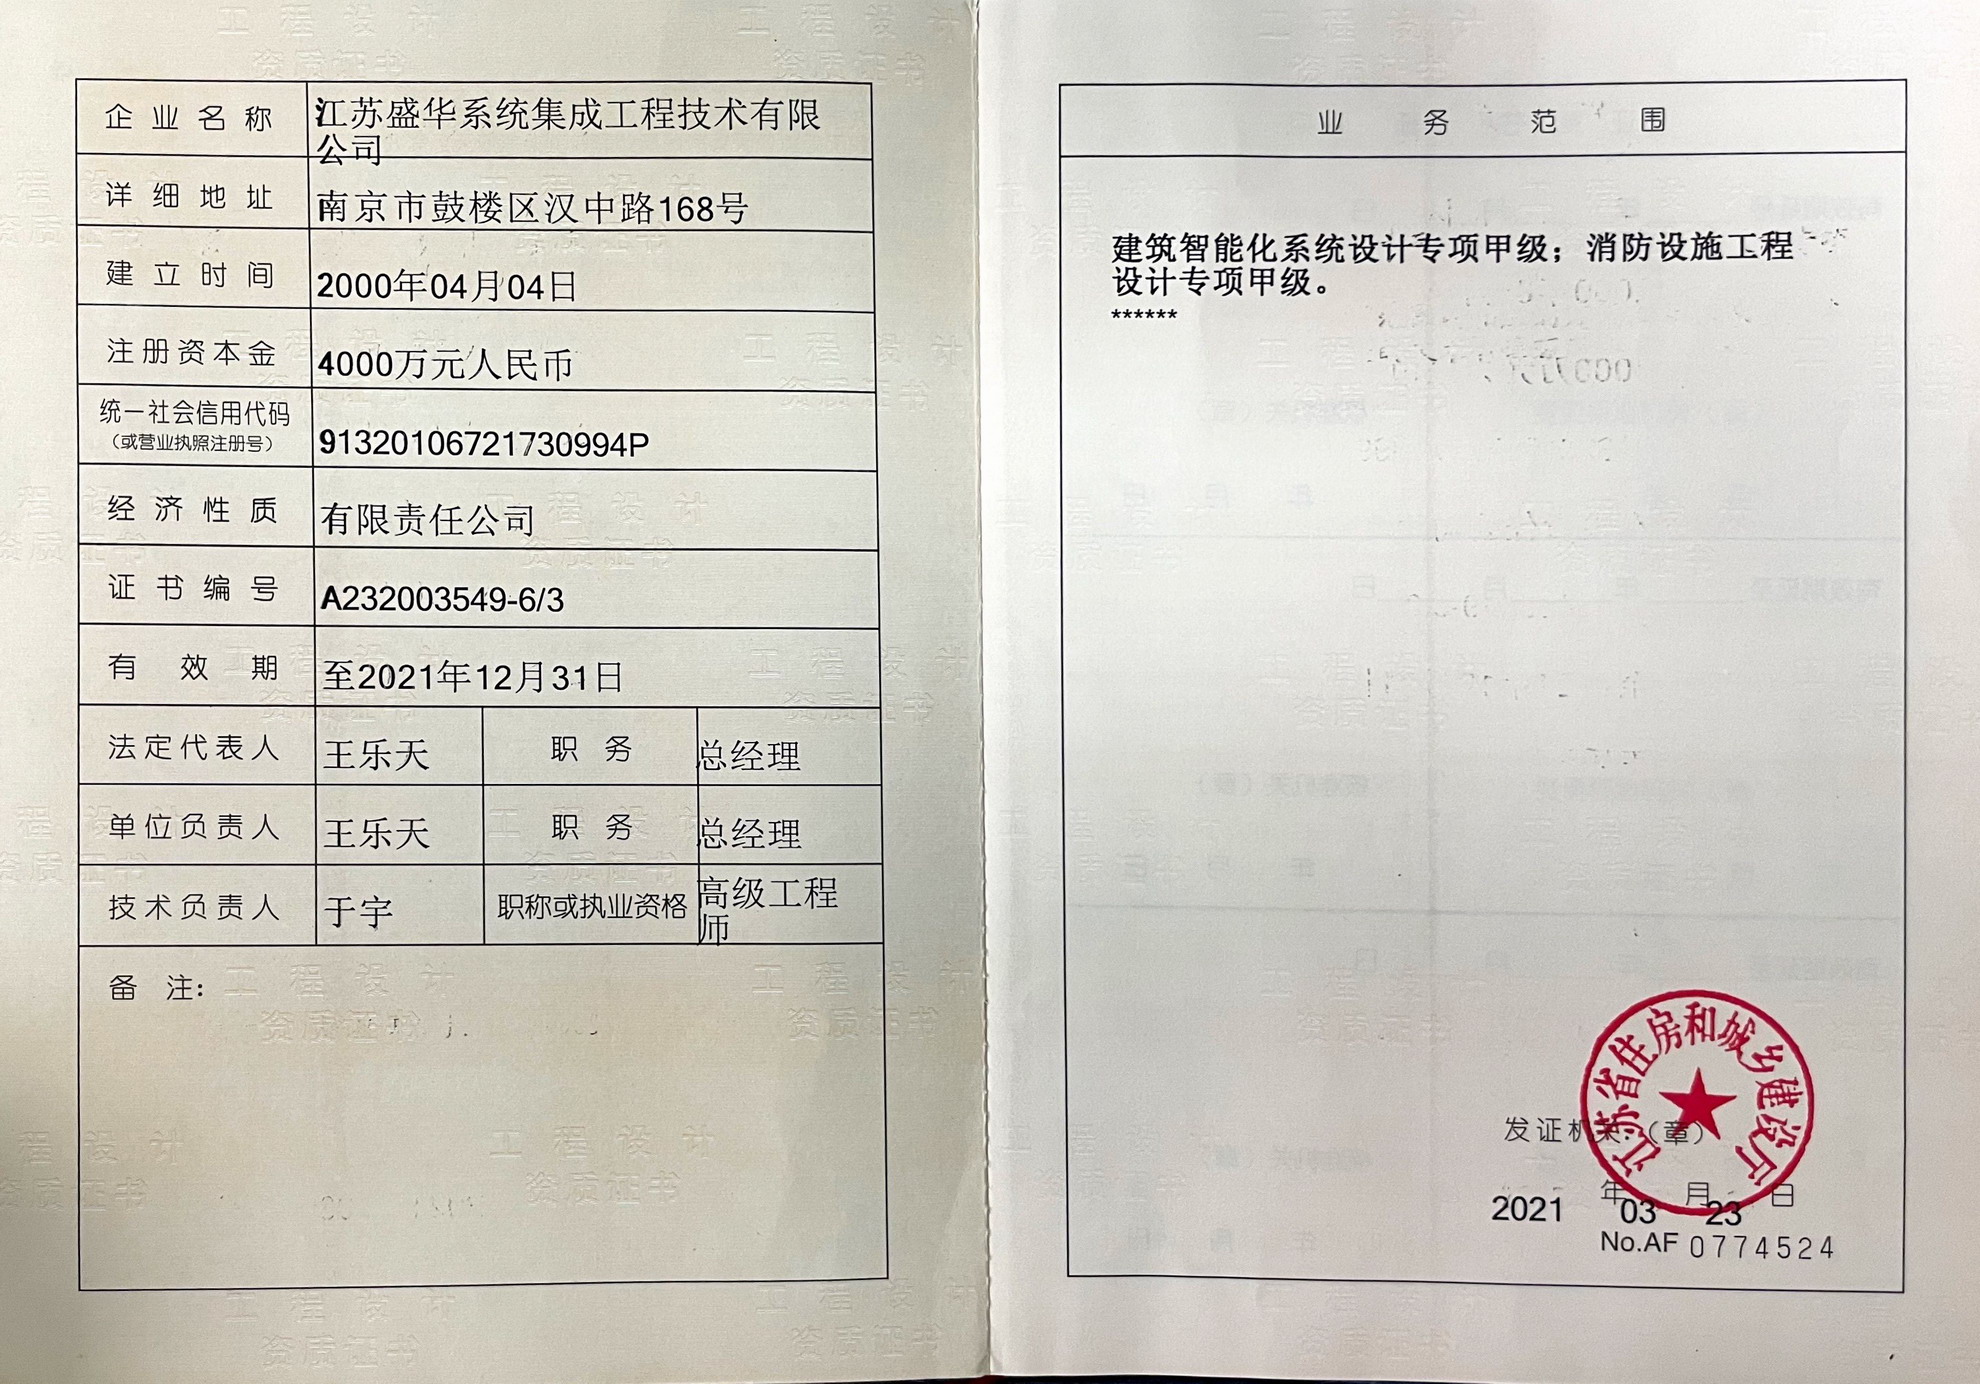 企业名称 江苏盛华系统集成工程技术有限
公司
详细地址 南京市鼓楼区汉中路168号
建立时间 2000年04月04日
注册资本金 4000万元人民币
统一社会信用代码
（或营业执照注册号） 91320106721730994P
经济性质 有限责任公司
证书编号 A232003549-6/3
有效期 至2021年12月31日
法定代表人 王乐天 职务 总经理
单位负责人 王乐天 职务 总经理
技术负责人 于宇 职称或执业资格 高级工程
师
备注:
业务范围
建筑智能化系统设计专项甲级；消防设施工程
设计专项甲级。
******
江苏省住房和城乡建设厅
发证机关:（章）
年 月 日
2021 03 23
No.AF 0774524
工程设计
资质证书